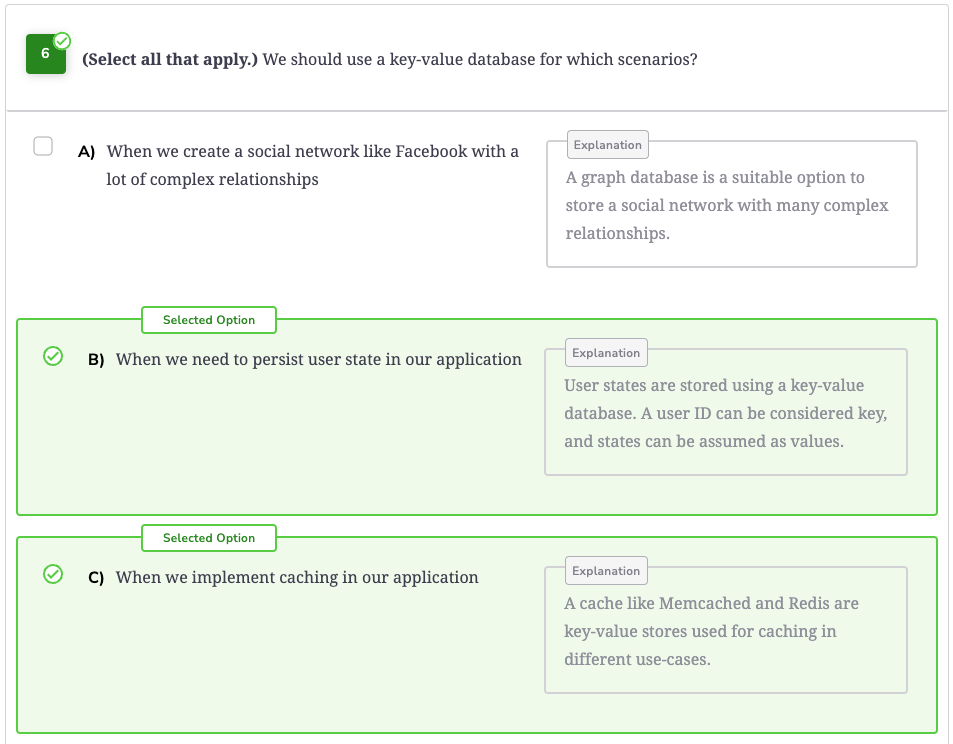 6
(Select all that apply.) We should use a key-value database for which scenarios?
A) When we create a social network like Facebook with a
lot of complex relationships
Explanation
A graph database is a suitable option to
store a social network with many complex
relationships.
Selected Option
B) When we need to persist user state in our application
Explanation
User states are stored using a key-value
database. A user ID can be considered key,
and states can be assumed as values.
Selected Option
C) When we implement caching in our application
Explanation
A cache like Memcached and Redis are
key-value stores used for caching in
different use-cases.